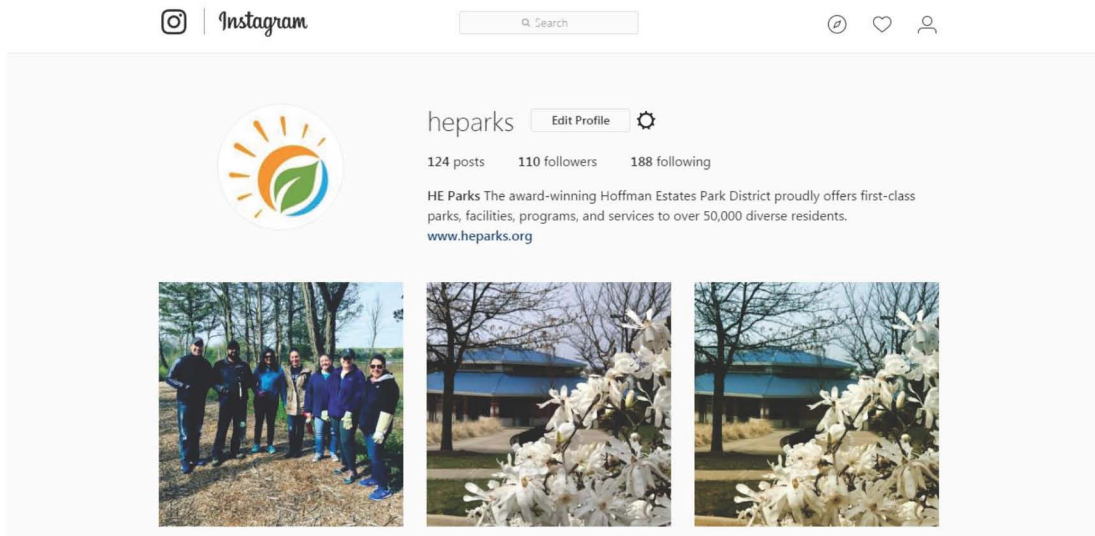 Instagram
Search
heparks
Edit Profile
124 posts 110 followers 188 following
HE Parks The award-winning Hoffman Estates Park District proudly offers first-class
parks, facilities, programs, and services to over 50,000 diverse residents.
www.heparks.org